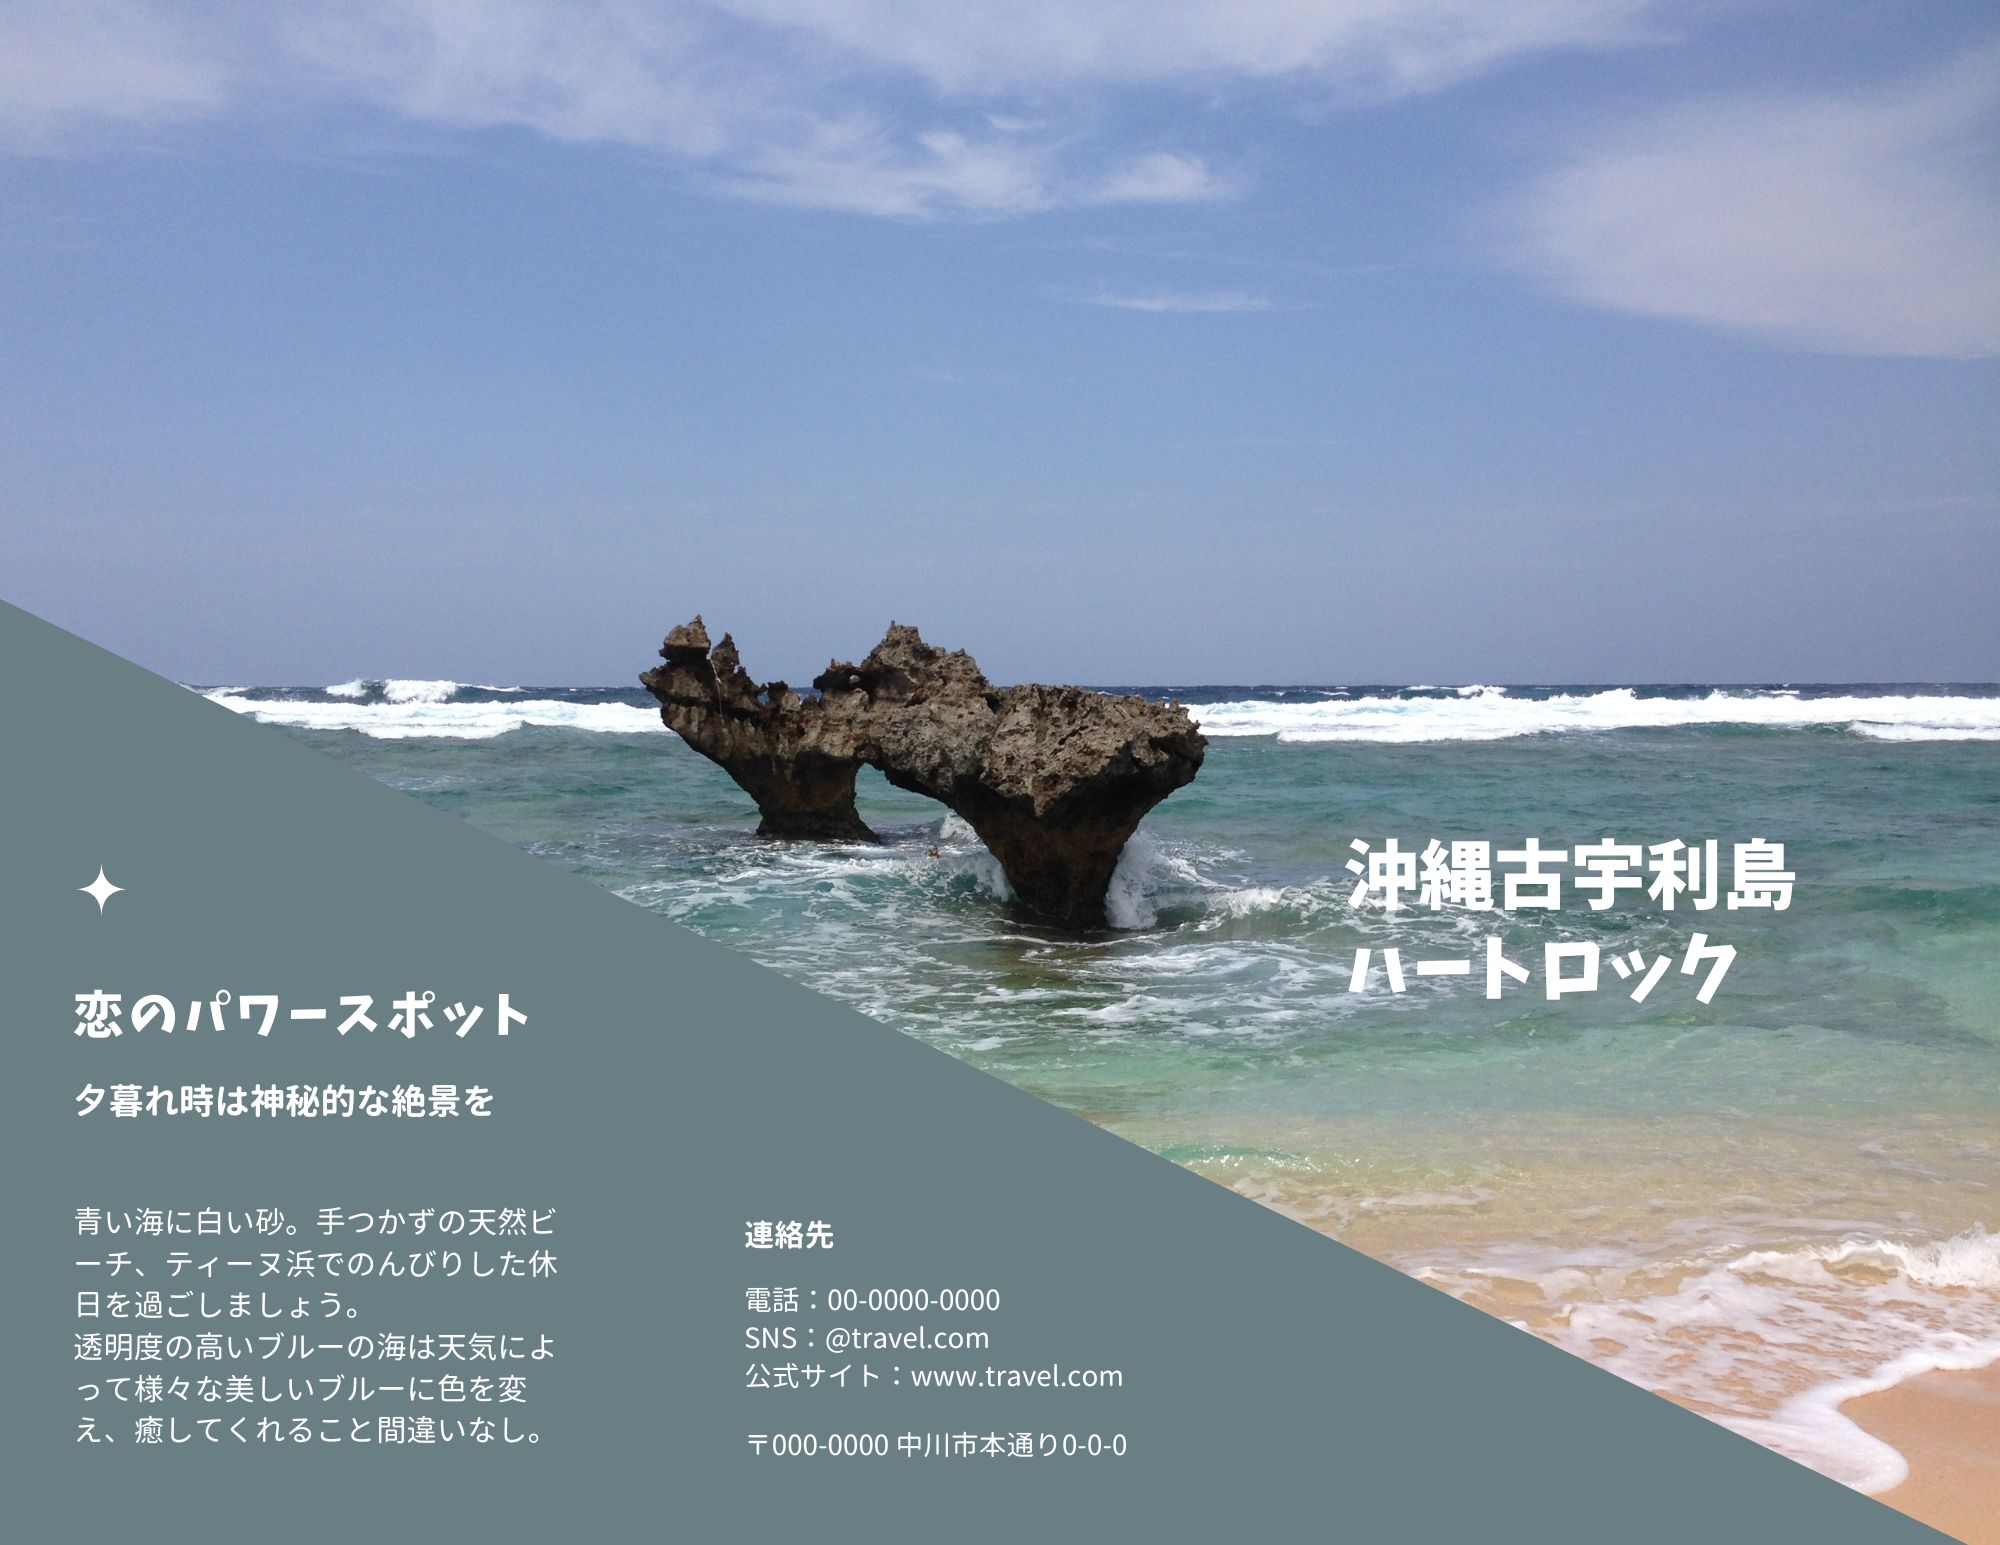 沖縄古宇利島
ハートロック
恋のパワースポット
夕暮れ時は神秘的な絶景を
青い海に白い砂。手つかずの天然ビ
ーチ、ティーヌ浜でのんびりした休
日を過ごしましょう。
透明度の高いブルーの海は天気によ
って様々な美しいブルーに色を変
え、癒してくれること間違いなし。
連絡先
電話：00-0000-0000
SNS：@travel.com
公式サイト：www.travel.com
〒000-0000 中川市本通り0-0-0